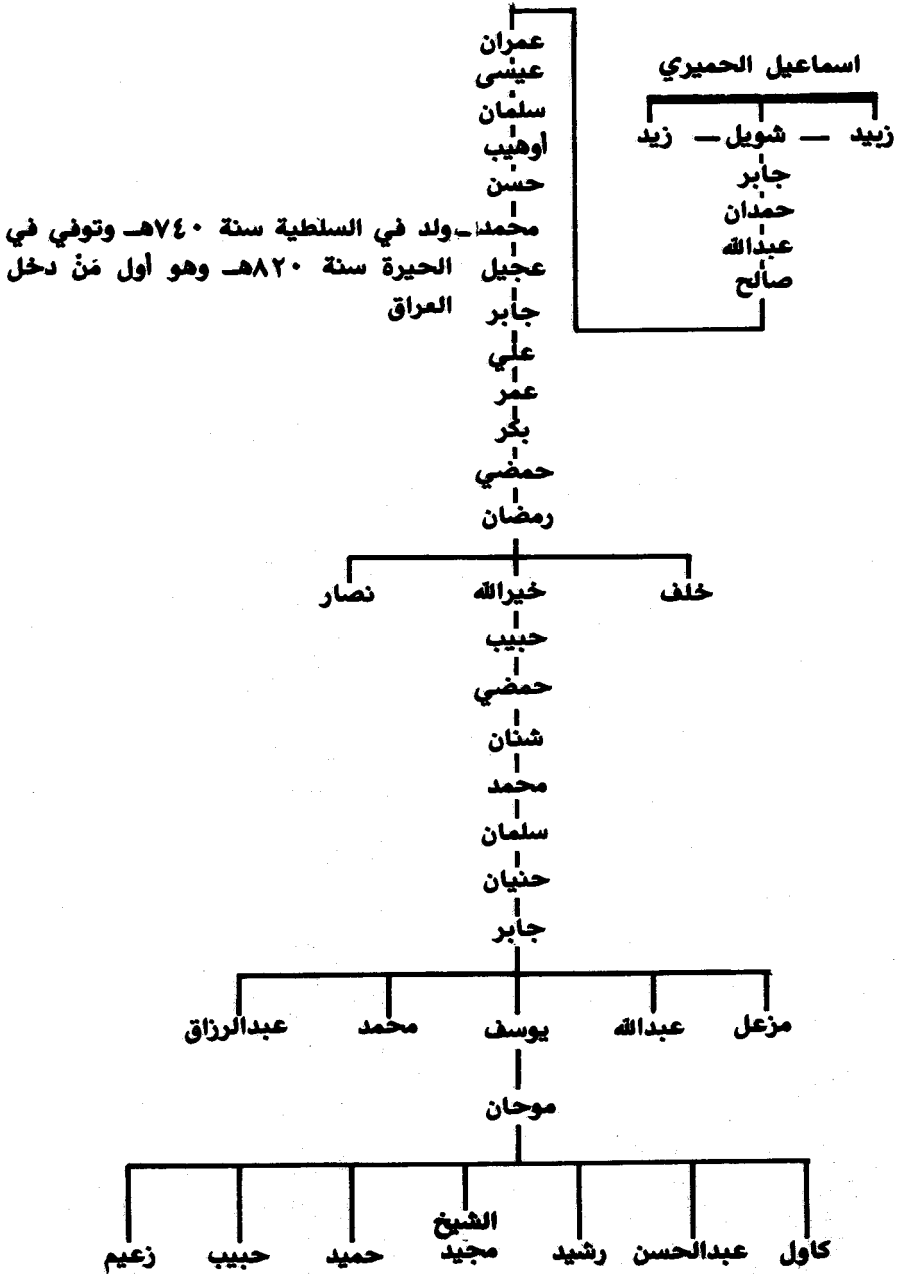 اسماعيل الحميري
زبيد – شويل – زيد
جابر
حمدان
عبدالله
صالح
عمران
عيسى
سلمان
أوهيب
حسن
محمد – ولد في السلطية سنة ٧٤٠هـ وتوفي في
عجيل الحيرة سنة ٨٢٠هـ وهو أول مَنْ دخل
جابر العراق
علي
عمر
بكر
حمضي
رمضان
خلف خيرالله نصار
حبيب
حمضي
شنان
محمد
سلمان
حنيان
جابر
مزعل عبدالله يوسف محمد عبدالرزاق
موحان
كاول عبدالحسن رشيد الشيخ مجيد حميد حبيب زعيم